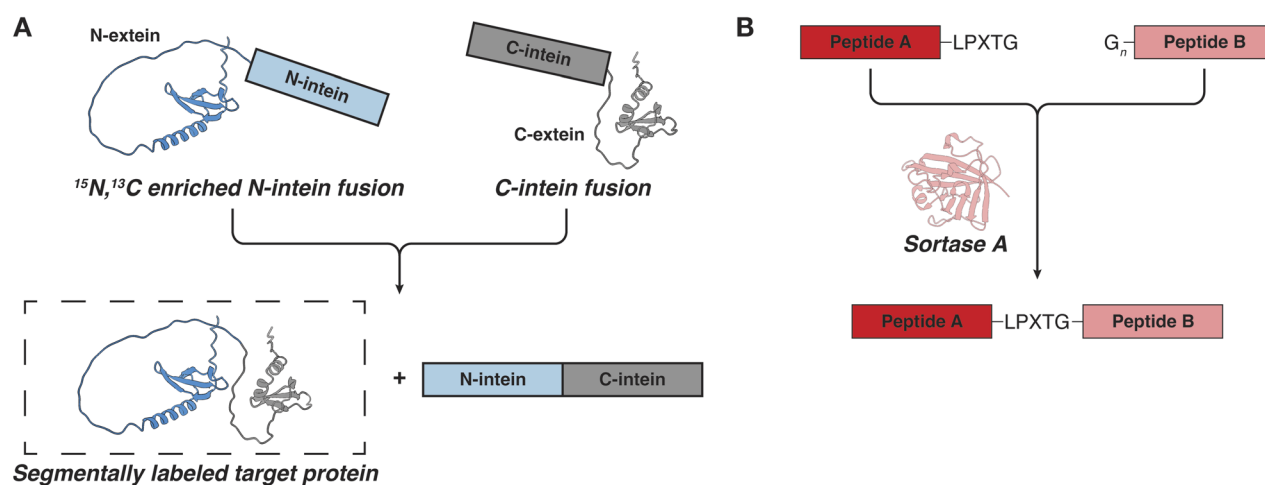 A
N-extein
N-intein
C-intein
C-extein
¹⁵N,¹³C enriched N-intein fusion
C-intein fusion
Segmentally labeled target protein
+
N-intein
C-intein
B
Peptide A
LPXTG
Gₙ
Peptide B
Sortase A
Peptide A
LPXTG
Peptide B